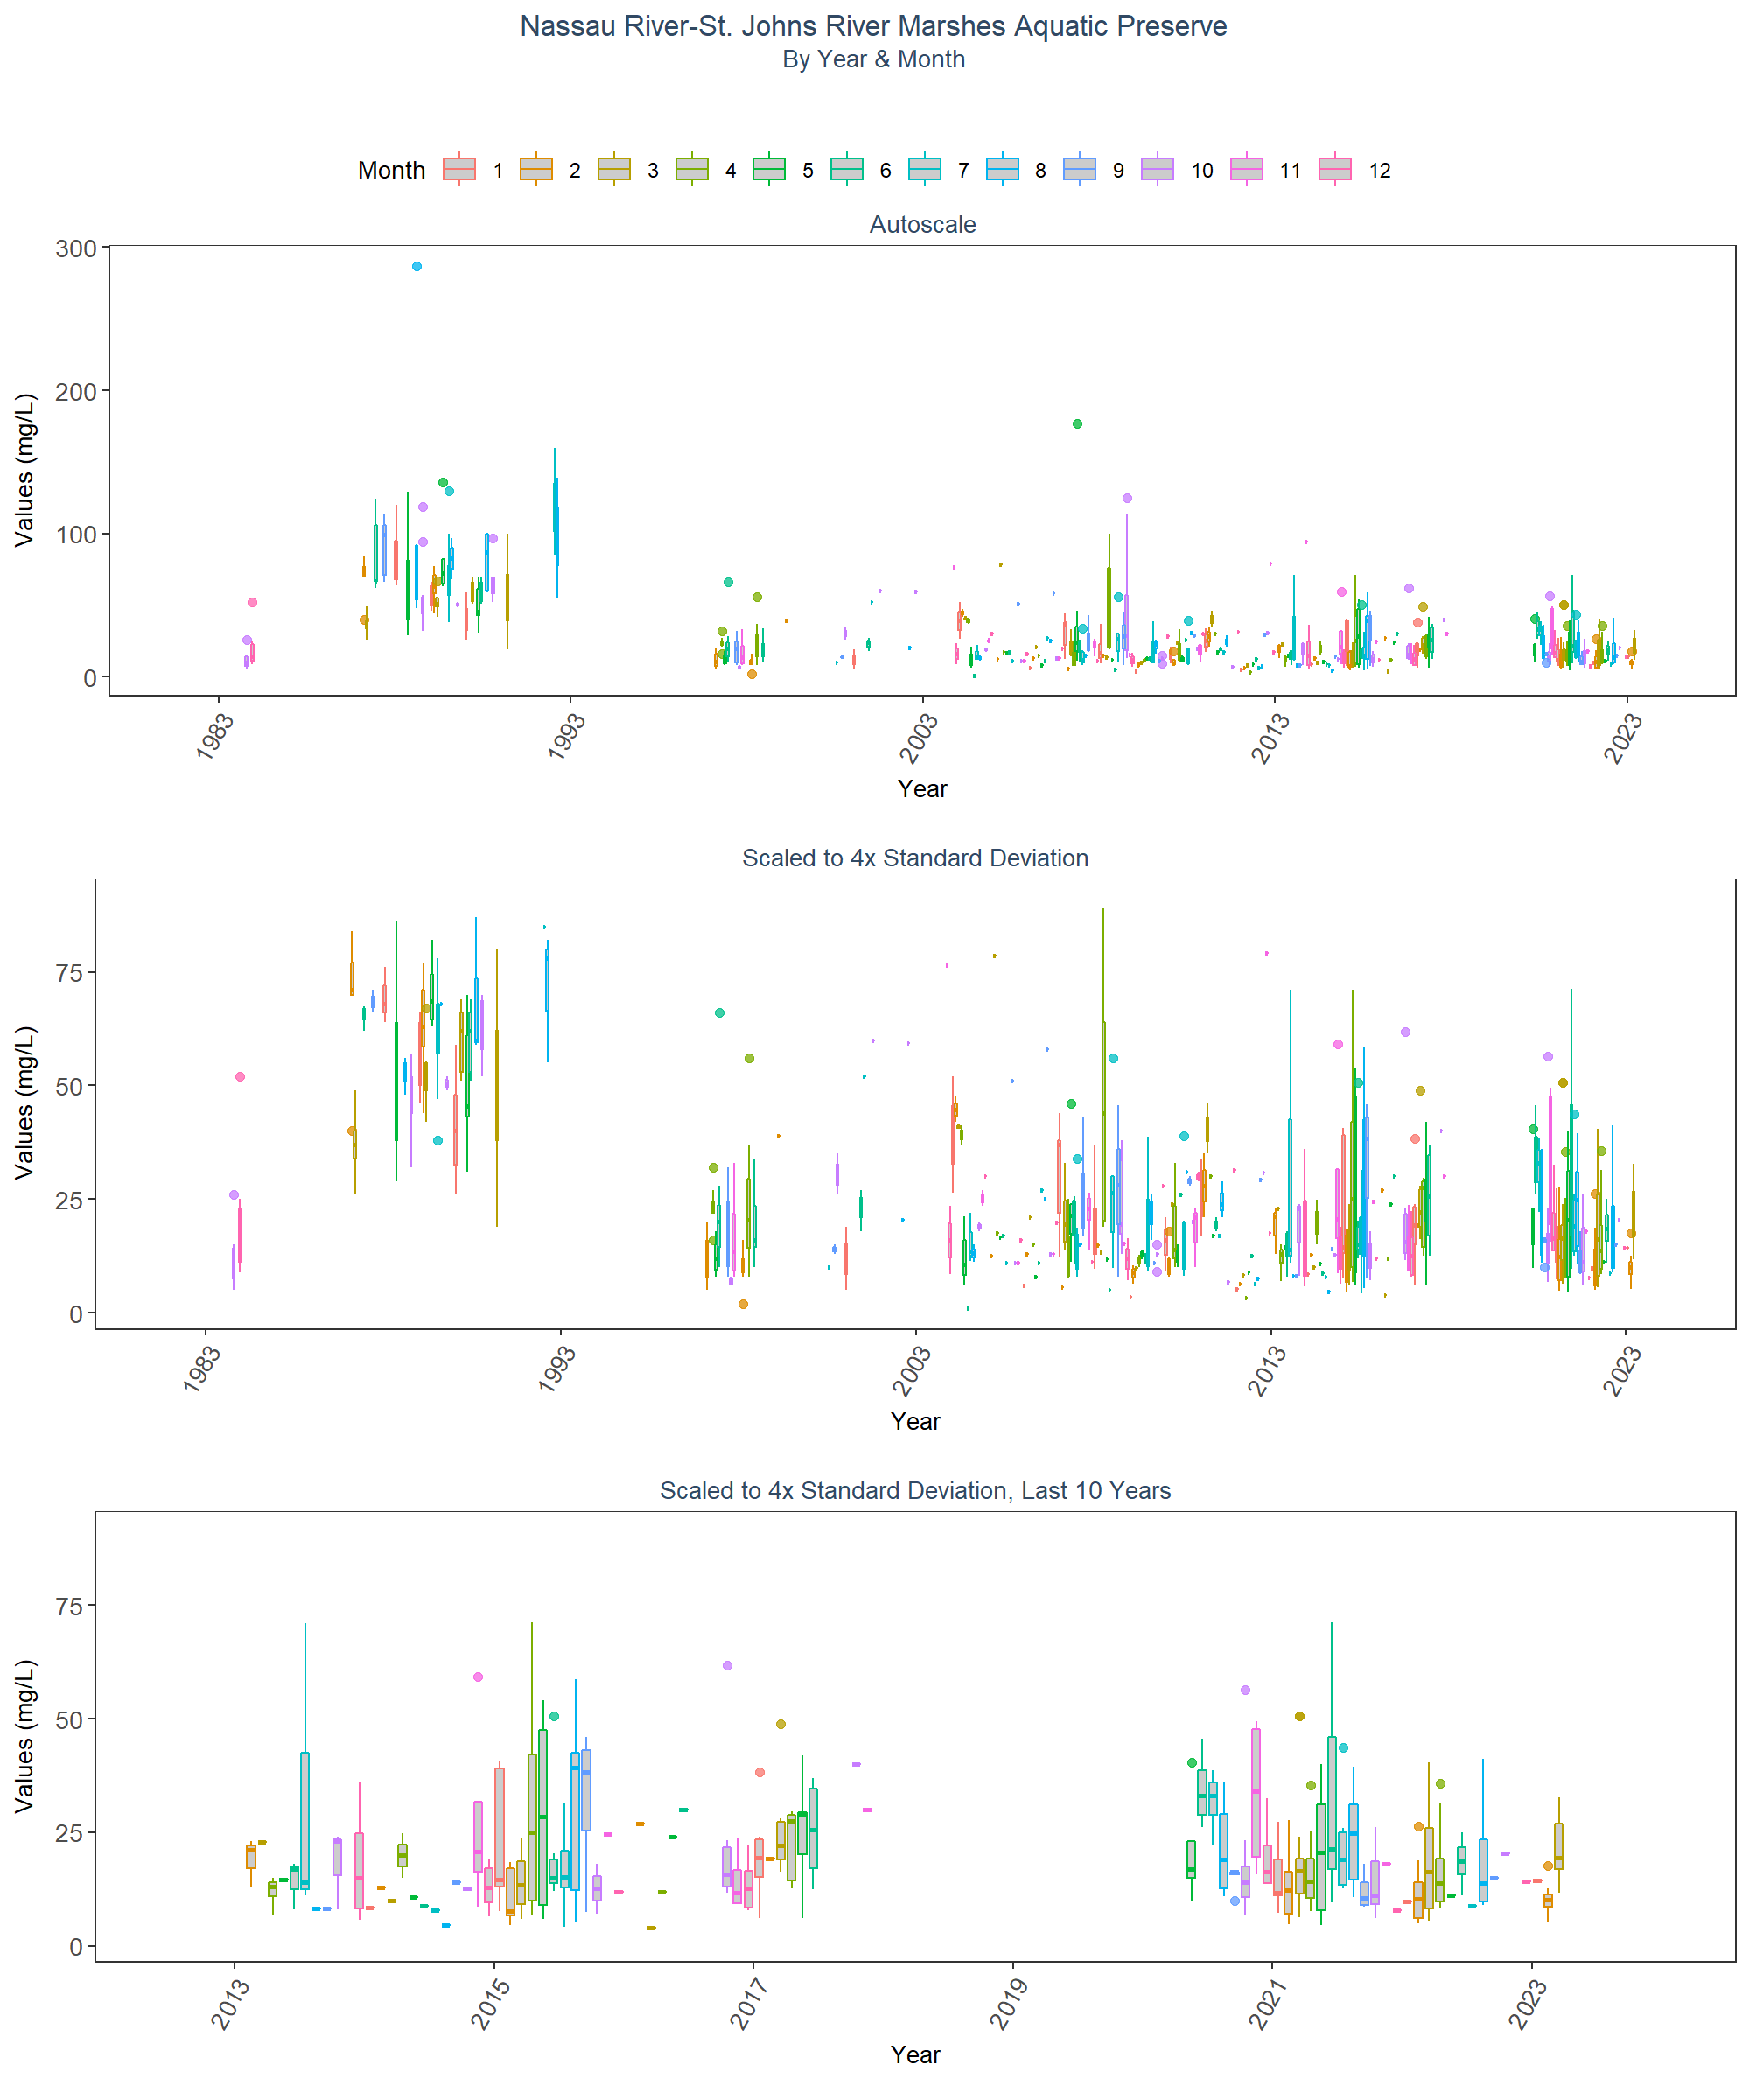 Nassau River-St. Johns River Marshes Aquatic Preserve
By Year & Month
Month 1 2 3 4 5 6 7 8 9 10 11 12
Autoscale
300
200
100
0
Values (mg/L)
1983 1993 2003 2013 2023
Year
Scaled to 4x Standard Deviation
75
50
25
0
Values (mg/L)
1983 1993 2003 2013 2023
Year
Scaled to 4x Standard Deviation, Last 10 Years
75
50
25
0
Values (mg/L)
2013 2015 2017 2019 2021 2023
Year